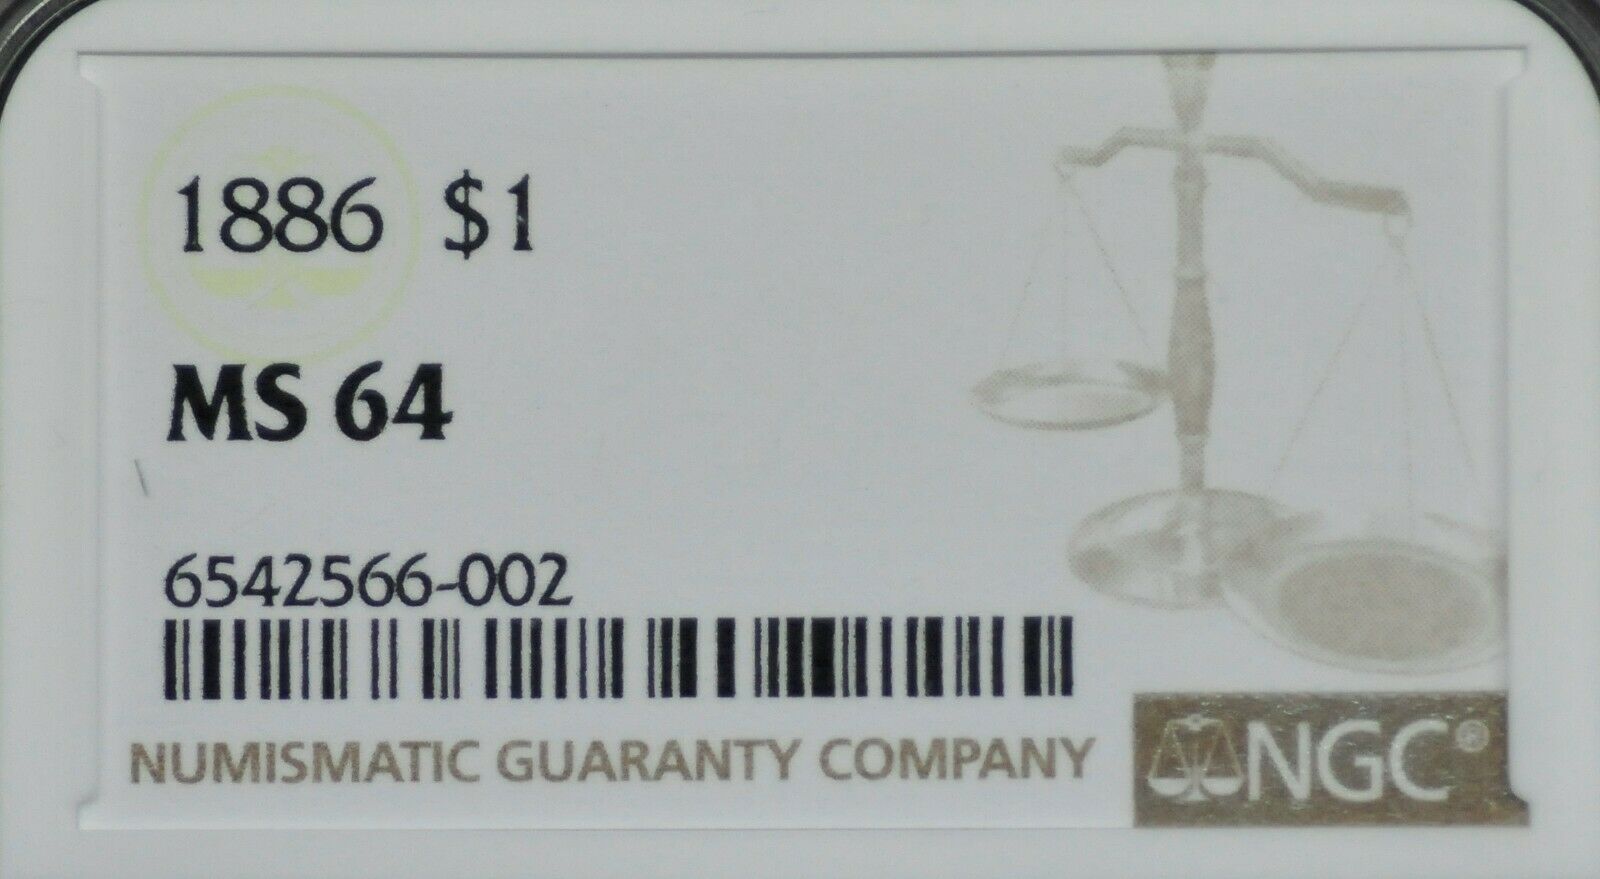 1886 $1
MS 64
6542566-002
NUMISMATIC GUARANTY COMPANY
NGC®